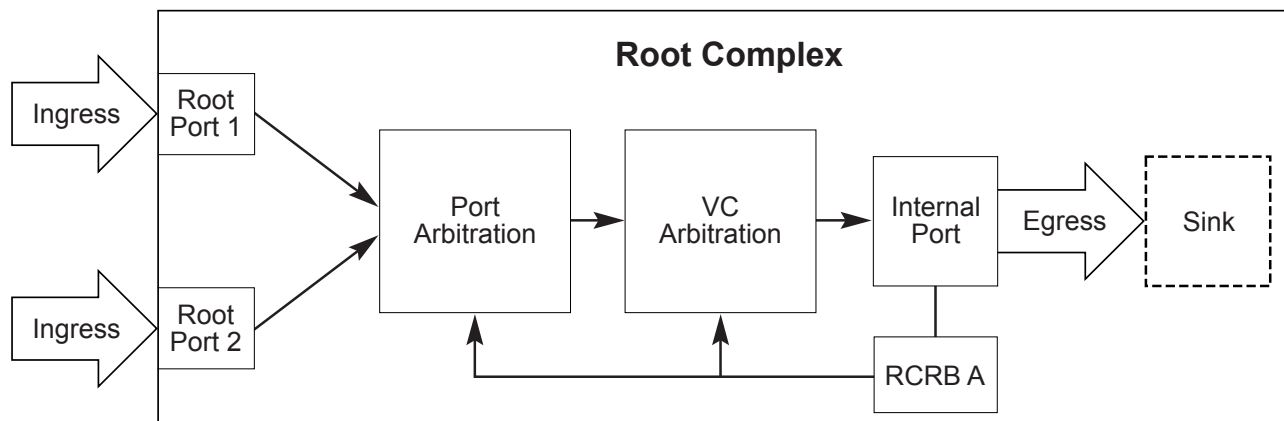 Root Complex
Ingress
Root
Port 1
Port
Arbitration
VC
Arbitration
Internal
Port
Egress
Sink
Ingress
Root
Port 2
RCRB A